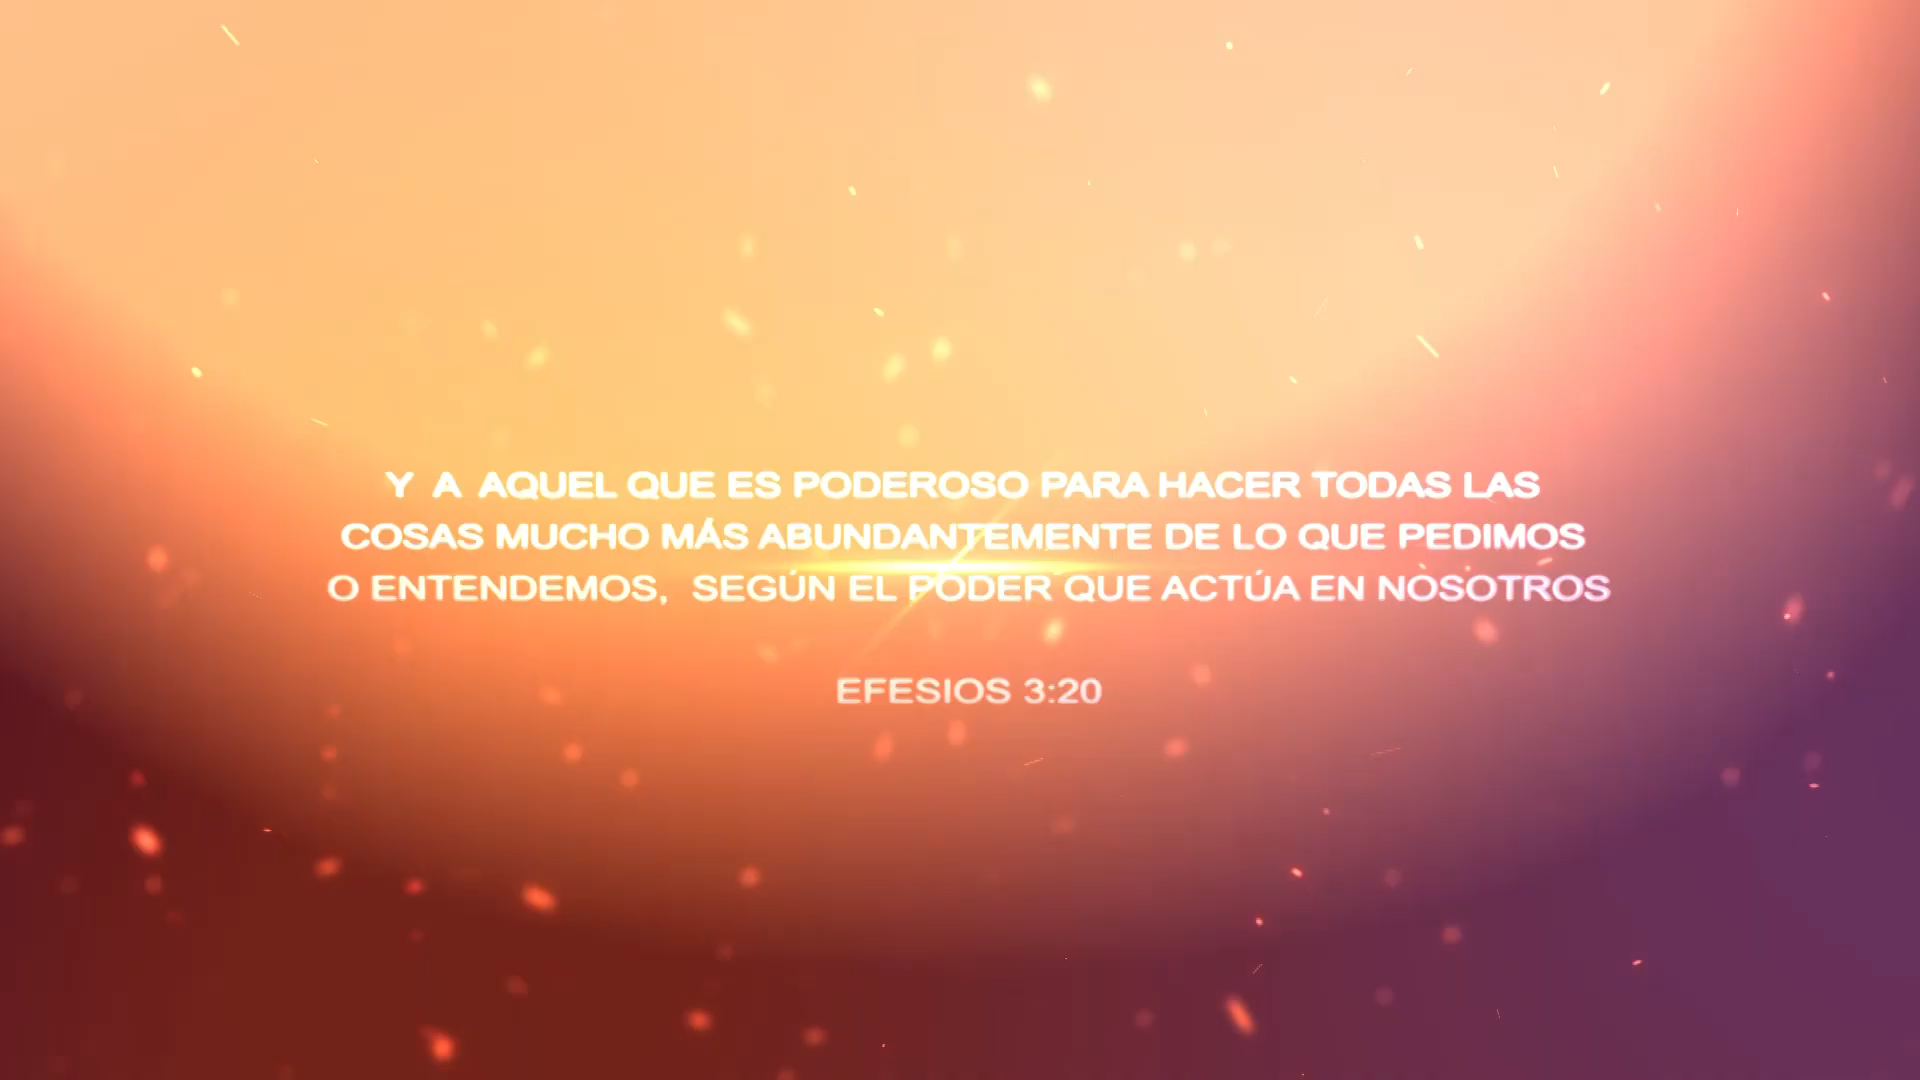 Y A AQUEL QUE ES PODEROSO PARA HACER TODAS LAS
COSAS MUCHO MÁS ABUNDANTEMENTE DE LO QUE PEDIMOS
O ENTENDEMOS, SEGÚN EL PODER QUE ACTÚA EN NOSOTROS
EFESIOS 3:20